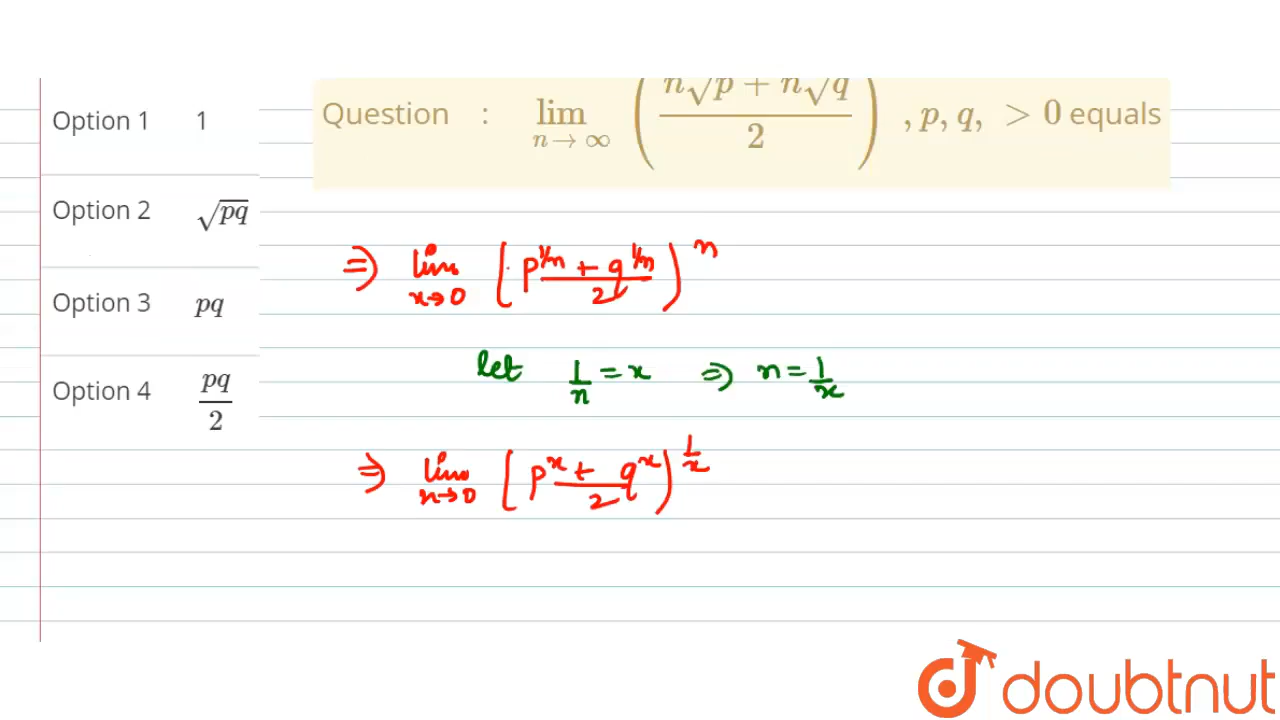 Option 1 1
Option 2 √pq
Option 3 pq
Option 4 pq/2
Question : lim n→∞ (n√p + n√q / 2) , p, q, > 0 equals
⇒ lim x→0 [p^1/n + q^1/n / 2)^n
let 1/n = x ⇒ n = 1/x
⇒ lim x→0 [p^x + q^x / 2)^1/x
doubtnut